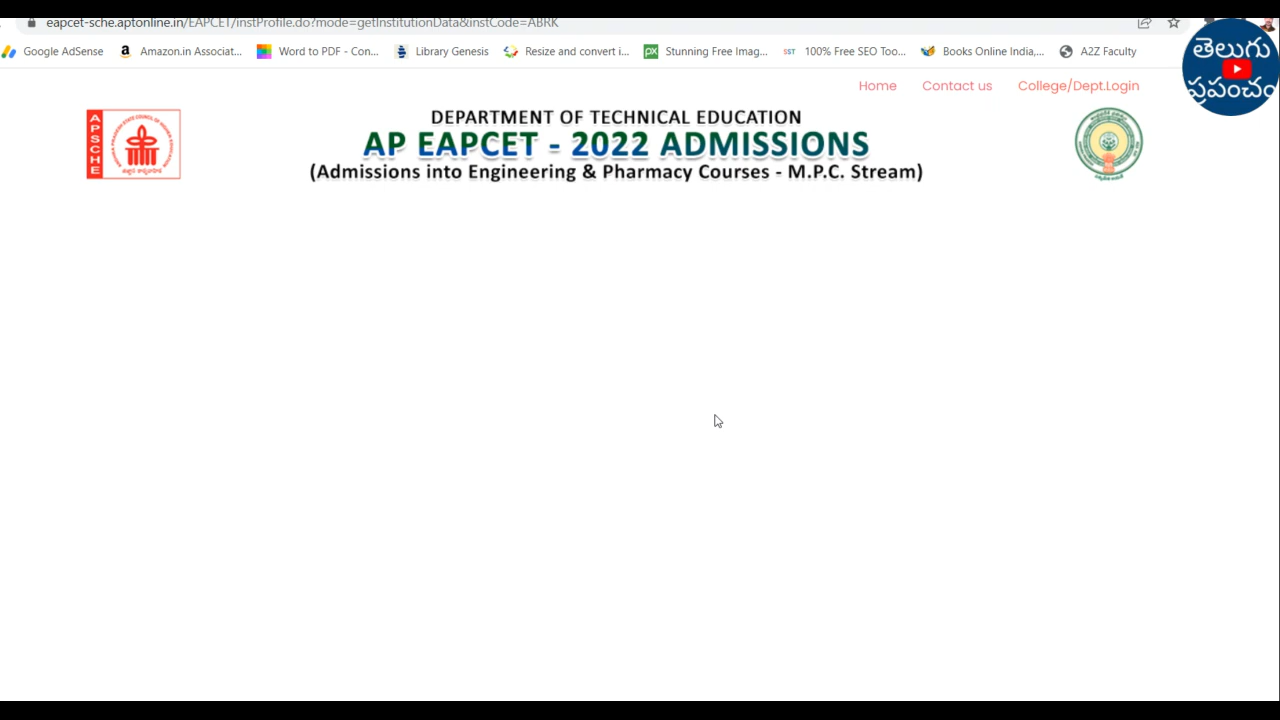 eapcet-sche.aptonline.in/EAPCET/instProfile.do?mode=getInstitutionData&instCode=ABRK
Google AdSense Amazon.in Associat... Word to PDF - Con... Library Genesis Resize and convert i... PX Stunning Free Imag... SST 100% Free SEO Too... Books Online India,... A2Z Faculty
తెలుగు
ప్రపంచం
Home Contact us College/Dept.Login
APSCHE
DEPARTMENT OF TECHNICAL EDUCATION
AP EAPCET - 2022 ADMISSIONS
(Admissions into Engineering & Pharmacy Courses - M.P.C. Stream)